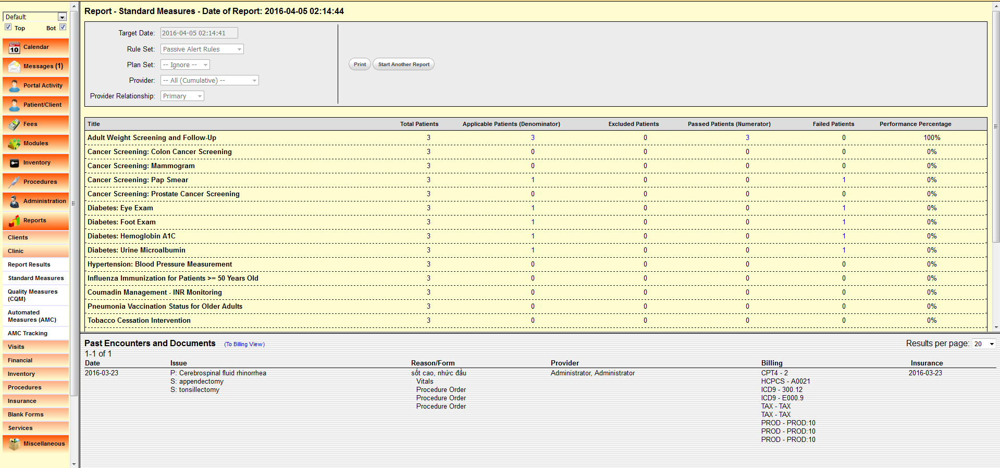 Default
Top Bot
Calendar
Messages (1)
Portal Activity
Patient/Client
Fees
Modules
Inventory
Procedures
Administration
Reports
Clients
Clinic
Report Results
Standard Measures
Quality Measures
(CQM)
Automated
Measures (AMC)
AMC Tracking
Visits
Financial
Inventory
Procedures
Insurance
Blank Forms
Services
Miscellaneous
Report - Standard Measures - Date of Report: 2016-04-05 02:14:44
Target Date: 2016-04-05 02:14:41
Rule Set: Passive Alert Rules
Plan Set: -- Ignore --
Provider: -- All (Cumulative) --
Provider Relationship: Primary
Print Start Another Report
Title Total Patients Applicable Patients (Denominator) Excluded Patients Passed Patients (Numerator) Failed Patients Performance Percentage
Adult Weight Screening and Follow-Up 3 3 0 3 0 100%
Cancer Screening: Colon Cancer Screening 3 0 0 0 0 0%
Cancer Screening: Mammogram 3 0 0 0 0 0%
Cancer Screening: Pap Smear 3 1 0 0 1 0%
Cancer Screening: Prostate Cancer Screening 3 0 0 0 0 0%
Diabetes: Eye Exam 3 1 0 0 1 0%
Diabetes: Foot Exam 3 1 0 0 1 0%
Diabetes: Hemoglobin A1C 3 1 0 0 1 0%
Diabetes: Urine Microalbumin 3 1 0 0 1 0%
Hypertension: Blood Pressure Measurement 3 0 0 0 0 0%
Influenza Immunization for Patients >= 50 Years Old 3 0 0 0 0 0%
Coumadin Management - INR Monitoring 3 0 0 0 0 0%
Pneumonia Vaccination Status for Older Adults 3 0 0 0 0 0%
Tobacco Cessation Intervention 3 0 0 0 0 0%
Past Encounters and Documents (To Billing View) Results per page: 20
1-1 of 1
Date Issue Reason/Form Provider Billing Insurance
2016-03-23 P: Cerebrospinal fluid rhinorrhea sốt cao, nhức đầu Administrator, Administrator CPT4 - 2 2016-03-23
S: appendectomy Vitals HCPCS - A0021
S: tonsillectomy Procedure Order ICD9 - 300.12
Procedure Order ICD9 - E000.9
Procedure Order TAX - TAX
TAX - TAX
PROD - PROD:10
PROD - PROD:10
PROD - PROD:10